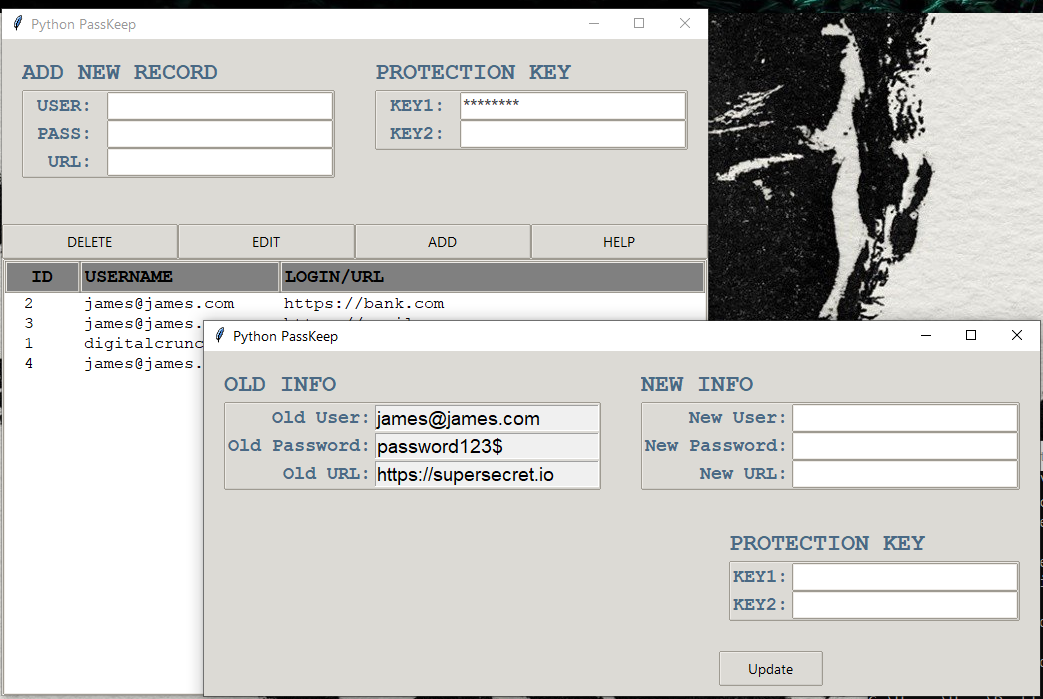 Python PassKeep
ADD NEW RECORD
PROTECTION KEY
USER:
KEY1: ********
PASS:
KEY2:
URL:
DELETE EDIT ADD HELP
ID USERNAME LOGIN/URL
2 james@james.com https://bank.com
3 james@james.
1 digitalcrunc
4 james@james.
Python PassKeep
OLD INFO
NEW INFO
Old User: james@james.com
New User:
Old Password: password123$
New Password:
Old URL: https://supersecret.io
New URL:
PROTECTION KEY
KEY1:
KEY2:
Update